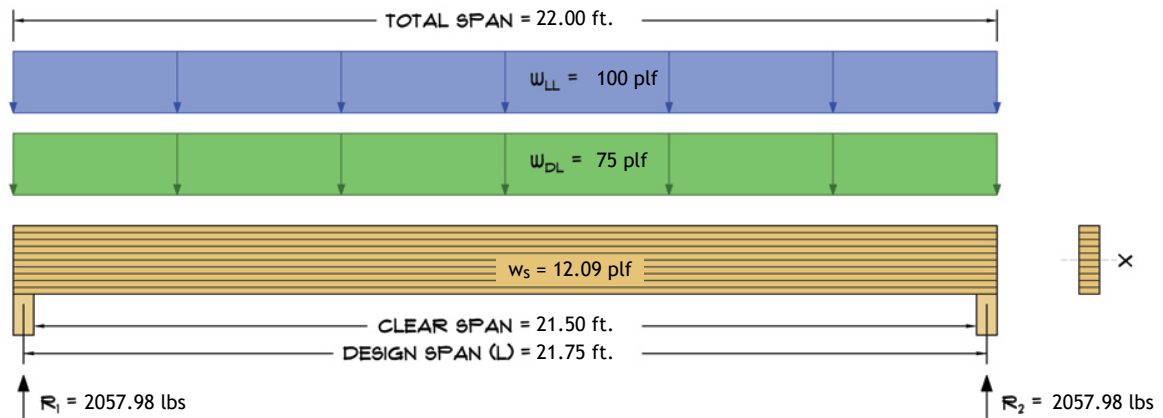 TOTAL SPAN = 22.00 ft.
wLL = 100 plf
wDL = 75 plf
ws = 12.09 plf
X
CLEAR SPAN = 21.50 ft.
DESIGN SPAN (L) = 21.75 ft.
R1 = 2057.98 lbs
R2 = 2057.98 lbs